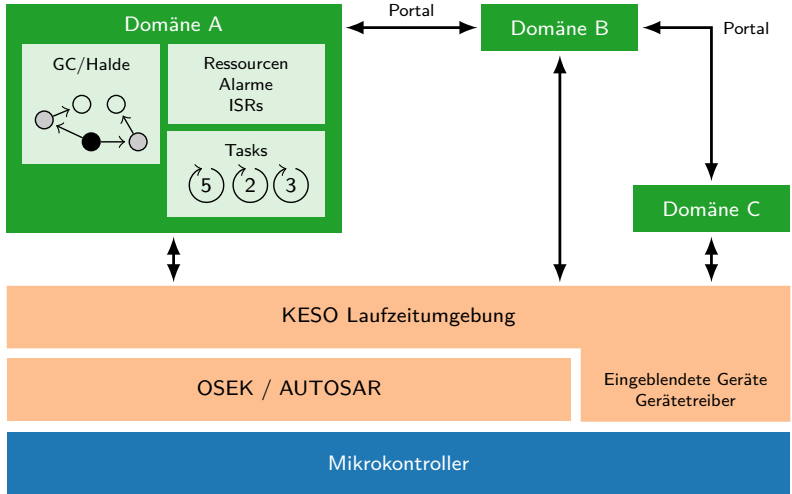 Domäne A
GC/Halde
Ressourcen
Alarme
ISRs
Tasks
5 2 3
Portal
Domäne B
Portal
Domäne C
KESO Laufzeitumgebung
OSEK / AUTOSAR
Eingeblendete Geräte
Gerätetreiber
Mikrokontroller